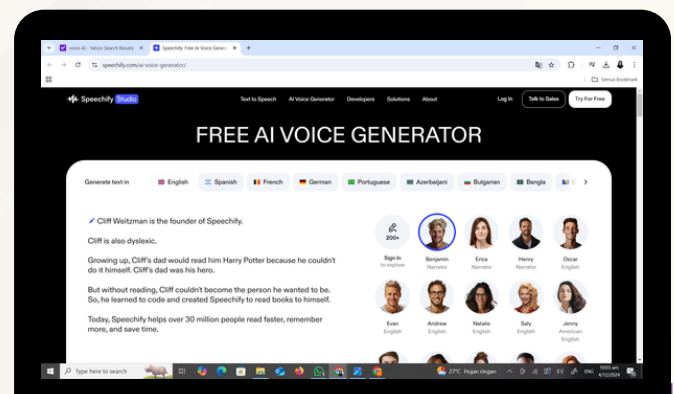 voice AI - Yahoo Search Results
Speechify: Free AI Voice Gener
speechify.com/ai-voice-generator/
Semua Bookmark
Speechify Studio
Text to Speech AI Voice Generator Developers Solutions About
Log In Talk to Sales Try For Free
FREE AI VOICE GENERATOR
Generate text in English Spanish French German Portuguese Azerbaijani Bulgarian Bangla
Cliff Weitzman is the founder of Speechify.
Cliff is also dyslexic.
Growing up, Cliff's dad would read him Harry Potter because he couldn't
do it himself. Cliff's dad was his hero.
But without reading, Cliff couldn't become the person he wanted to be.
So, he learned to code and created Speechify to read books to himself.
Today, Speechify helps over 30 million people read faster, remember
more, and save time.
200+
Sign In Benjamin Erica Henry Oscar
to explore Narrator Narrator Narrator English
Evan Andrew Natalie Saly Jenny
English English English English American
English
Type here to search
27°C Hujan ringan
ENG
4/12/2024